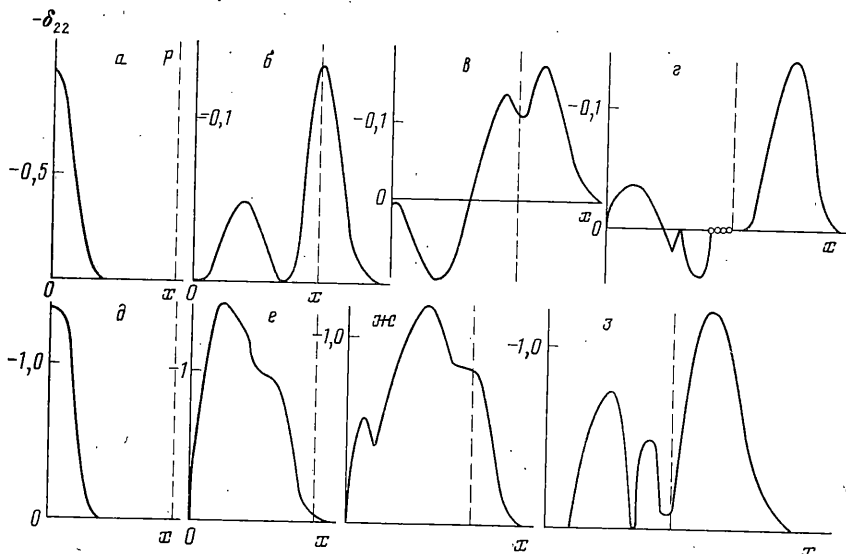 -δ₂₂
а Р б в г
-0,5
=0,1
-0,1
0
-0,1
0
0 x 0 x x x
д е ж з
-1,0
-1
-1,0
-1,0
0
x 0 x x x